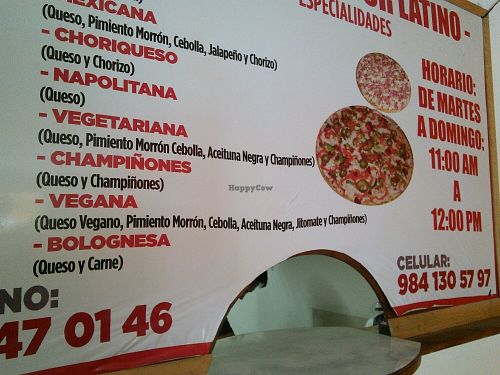 LATINO -
ESPECIALIDADES
MEXICANA
(Queso, Pimiento Morrón, Cebolla, Jalapeño y Chorizo)
- CHORIQUESO
(Queso y Chorizo)
- NAPOLITANA
(Queso)
- VEGETARIANA
(Queso, Pimiento Morrón Cebolla, Aceituna Negra y Champiñones)
- CHAMPIÑONES
(Queso y Champiñones)
- VEGANA
(Queso Vegano, Pimiento Morrón, Cebolla, Aceituna Negra, Jitomate y Champiñones)
- BOLOGNESA
(Queso y Carne)
HORARIO:
DE MARTES
A DOMINGO:
11:00 AM
A
12:00 PM
NO:
47 01 46
CELULAR:
984 130 57 97
HappyCow